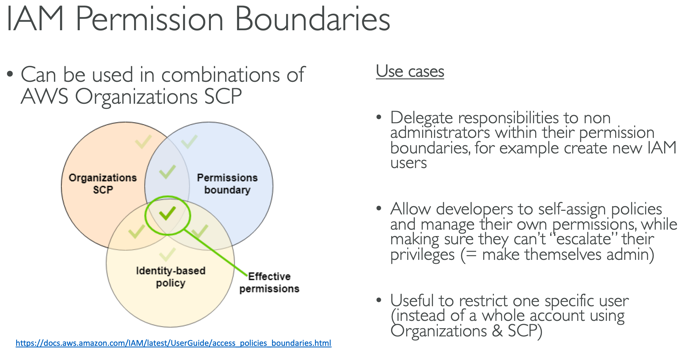 IAM Permission Boundaries
• Can be used in combinations of
AWS Organizations SCP
Organizations
SCP
Permissions
boundary
Identity-based
policy
Effective
permissions
https://docs.aws.amazon.com/IAM/latest/UserGuide/access_policies_boundaries.html
Use cases
• Delegate responsibilities to non
administrators within their permission
boundaries, for example create new IAM
users
• Allow developers to self-assign policies
and manage their own permissions, while
making sure they can't "escalate" their
privileges (= make themselves admin)
• Useful to restrict one specific user
(instead of a whole account using
Organizations & SCP)